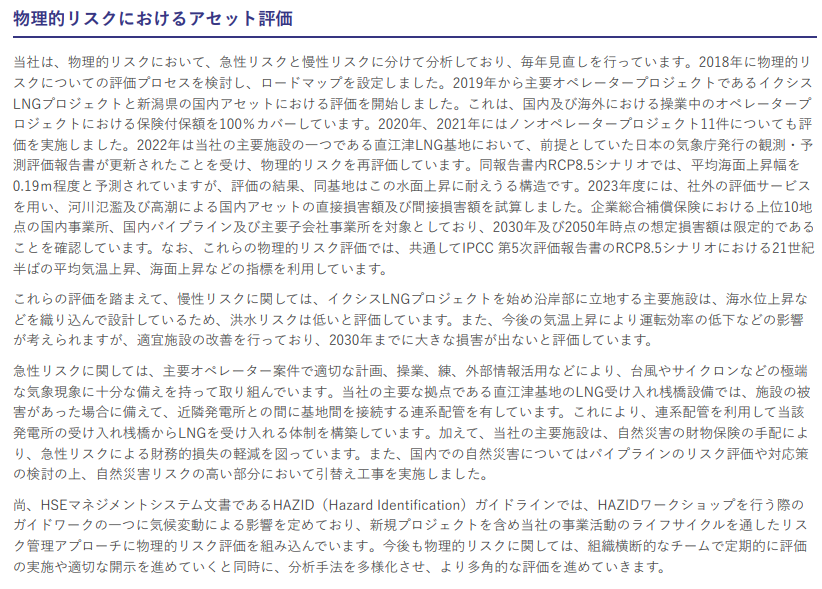 物理的リスクにおけるアセット評価
当社は、物理的リスクにおいて、急性リスクと慢性リスクに分けて分析しており、毎年見直しを行っています。2018年に物理的リ
スクについての評価プロセスを検討し、ロードマップを設定しました。2019年から主要オペレータープロジェクトであるイクシス
LNGプロジェクトと新潟県の国内アセットにおける評価を開始しました。これは、国内及び海外における操業中のオペレータープ
ロジェクトにおける保険付保額を100％カバーしています。2020年、2021年にはノンオペレータープロジェクト11件についても評
価を実施しました。2022年は当社の主要施設の一つである直江津LNG基地において、前提としていた日本の気象庁発行の観測・予
測評価報告書が更新されたことを受け、物理的リスクを再評価しています。同報告書内RCP8.5シナリオでは、平均海面上昇幅を
0.19ｍ程度と予測されていますが、評価の結果、同基地はこの水面上昇に耐えうる構造です。2023年度には、社外の評価サービス
を用い、河川氾濫及び高潮による国内アセットの直接損害額及び間接損害額を試算しました。企業総合補償保険における上位10地
点の国内事業所、国内パイプライン及び主要子会社事業所を対象としており、2030年及び2050年時点の想定損害額は限定的である
ことを確認しています。なお、これらの物理的リスク評価では、共通してIPCC 第5次評価報告書のRCP8.5シナリオにおける21世紀
半ばの平均気温上昇、海面上昇などの指標を利用しています。
これらの評価を踏まえて、慢性リスクに関しては、イクシスLNGプロジェクトを始め沿岸部に立地する主要施設は、海水位上昇な
どを織り込んで設計しているため、洪水リスクは低いと評価しています。また、今後の気温上昇により運転効率の低下などの影響
が考えられますが、適宜施設の改善を行っており、2030年までに大きな損害が出ないと評価しています。
急性リスクに関しては、主要オペレーター案件で適切な計画、操業、練、外部情報活用などにより、台風やサイクロンなどの極端
な気象現象に十分な備えを持って取り組んでいます。当社の主要な拠点である直江津基地のLNG受け入れ桟橋設備では、施設の被
害があった場合に備えて、近隣発電所との間に基地間を接続する連系配管を有しています。これにより、連系配管を利用して当該
発電所の受け入れ桟橋からLNGを受け入れる体制を構築しています。加えて、当社の主要施設は、自然災害の財物保険の手配によ
り、急性リスクによる財務的損失の軽減を図っています。また、国内での自然災害についてはパイプラインのリスク評価や対応策
の検討の上、自然災害リスクの高い部分において引替え工事を実施しました。
尚、HSEマネジメントシステム文書であるHAZID（Hazard Identification）ガイドラインでは、HAZIDワークショップを行う際の
ガイドワークの一つに気候変動による影響を定めており、新規プロジェクトを含め当社の事業活動のライフサイクルを通したリス
ク管理アプローチに物理的リスク評価を組み込んでいます。今後も物理的リスクに関しては、組織横断的なチームで定期的に評価
の実施や適切な開示を進めていくと同時に、分析手法を多様化させ、より多角的な評価を進めていきます。